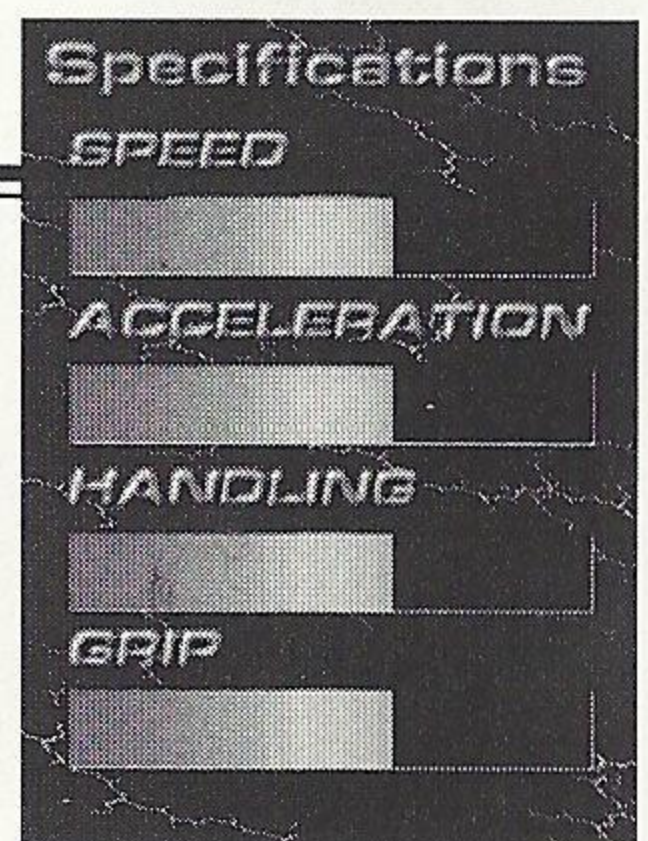 Specifications
SPEED
ACCELERATION
HANDLING
GRIP